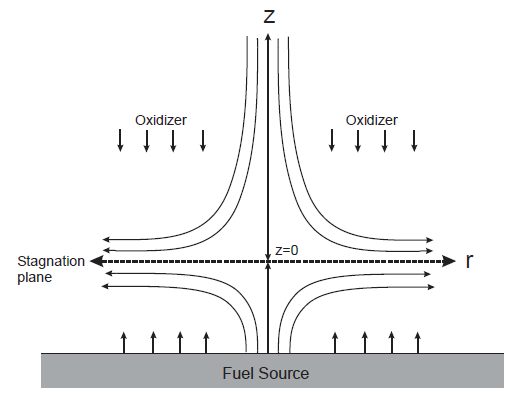 Z
Oxidizer
Oxidizer
z=0
Stagnation
plane
r
Fuel Source